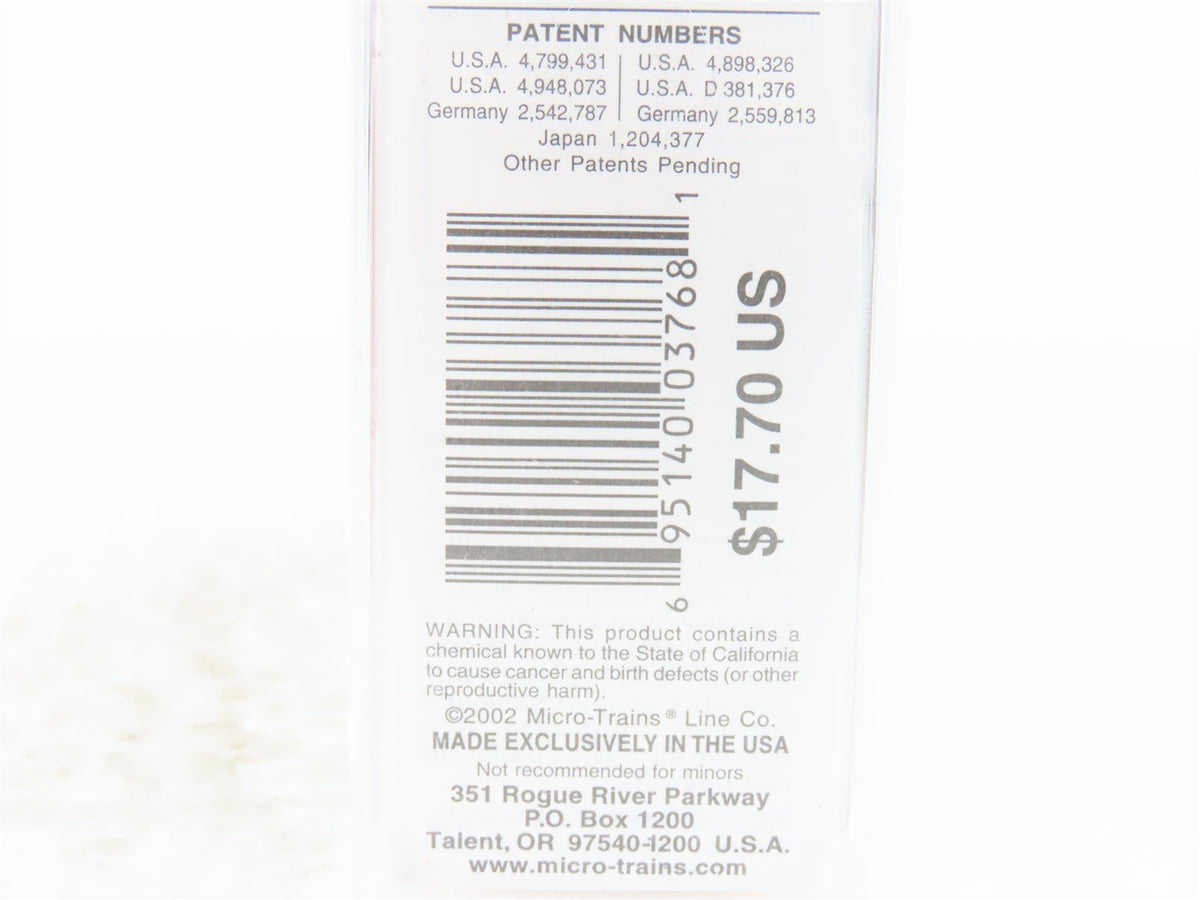 PATENT NUMBERS
U.S.A. 4,799,431 | U.S.A. 4,898,326
U.S.A. 4,948,073 | U.S.A. D 381,376
Germany 2,542,787 | Germany 2,559,813
Japan 1,204,377
Other Patents Pending
6 95140 03768 1
$17.70 US
WARNING: This product contains a
chemical known to the State of California
to cause cancer and birth defects (or other
reproductive harm).
©2002 Micro-Trains® Line Co.
MADE EXCLUSIVELY IN THE USA
Not recommended for minors
351 Rogue River Parkway
P.O. Box 1200
Talent, OR 97540-1200 U.S.A.
www.micro-trains.com